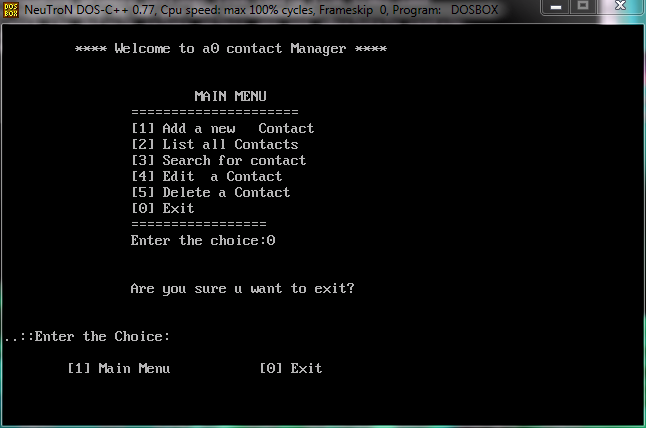 NeuTroN DOS-C++ 0.77, Cpu speed: max 100% cycles, Frameskip 0, Program: DOSBOX
**** Welcome to a0 contact Manager ****
MAIN MENU
=====================
[1] Add a new   Contact
[2] List all Contacts
[3] Search for contact
[4] Edit  a Contact
[5] Delete a Contact
[0] Exit
=================
Enter the choice:0
Are you sure u want to exit?
..::Enter the Choice:
[1] Main Menu           [0] Exit